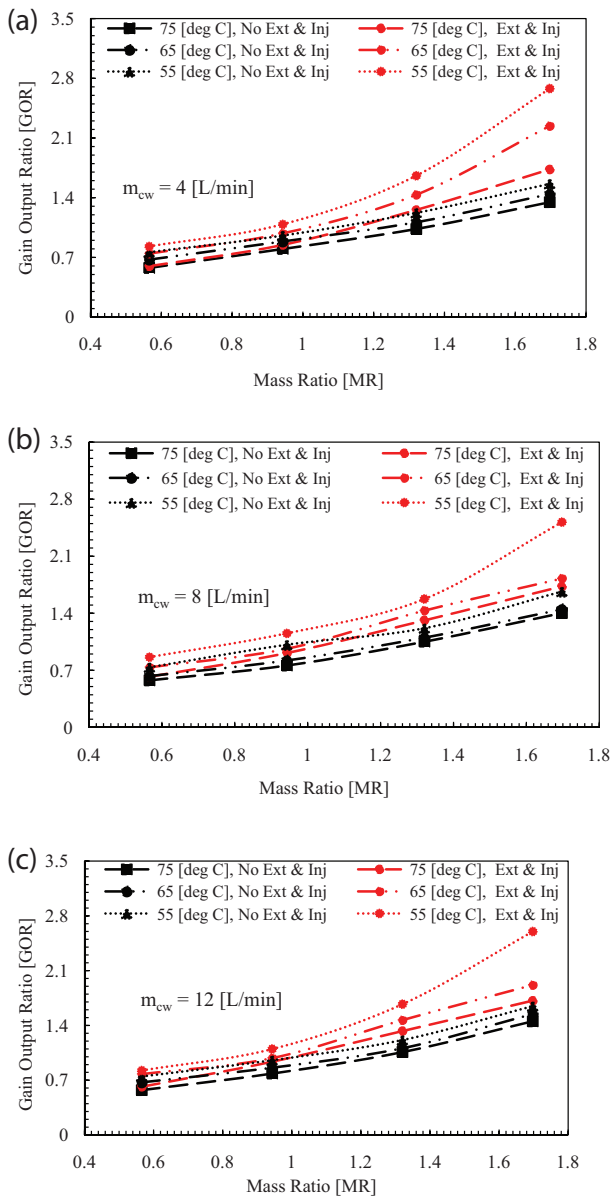 (a)
3.5
2.8
2.1
1.4
0.7
0
Gain Output Ratio [GOR]
75 [deg C], No Ext & Inj
75 [deg C], Ext & Inj
65 [deg C], No Ext & Inj
65 [deg C], Ext & Inj
55 [deg C], No Ext & Inj
55 [deg C], Ext & Inj
m_cw = 4 [L/min]
0.4 0.6 0.8 1 1.2 1.4 1.6 1.8
Mass Ratio [MR]
(b)
3.5
2.8
2.1
1.4
0.7
0
Gain Output Ratio [GOR]
75 [deg C], No Ext & Inj
75 [deg C], Ext & Inj
65 [deg C], No Ext & Inj
65 [deg C], Ext & Inj
55 [deg C], No Ext & Inj
55 [deg C], Ext & Inj
m_cw = 8 [L/min]
0.4 0.6 0.8 1 1.2 1.4 1.6 1.8
Mass Ratio [MR]
(c)
3.5
2.8
2.1
1.4
0.7
0
Gain Output Ratio [GOR]
75 [deg C], No Ext & Inj
75 [deg C], Ext & Inj
65 [deg C], No Ext & Inj
65 [deg C], Ext & Inj
55 [deg C], No Ext & Inj
55 [deg C], Ext & Inj
m_cw = 12 [L/min]
0.4 0.6 0.8 1 1.2 1.4 1.6 1.8
Mass Ratio [MR]